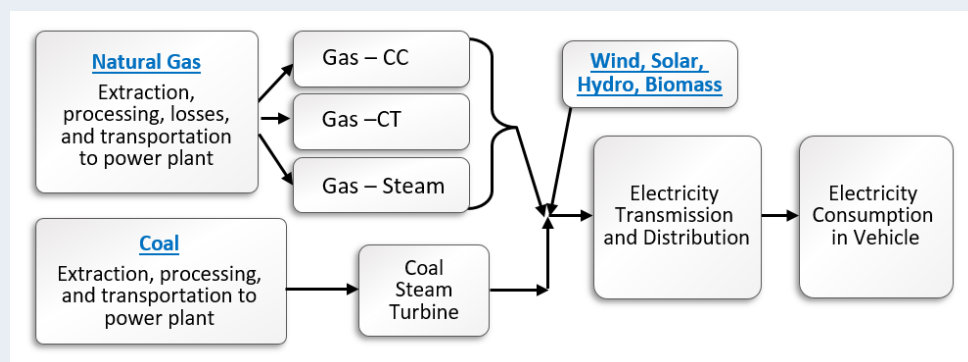 Natural Gas
Extraction,
processing, losses,
and transportation
to power plant
Gas – CC
Gas –CT
Gas – Steam
Wind, Solar,
Hydro, Biomass
Coal
Extraction, processing,
and transportation to
power plant
Coal
Steam
Turbine
Electricity
Transmission
and Distribution
Electricity
Consumption
in Vehicle